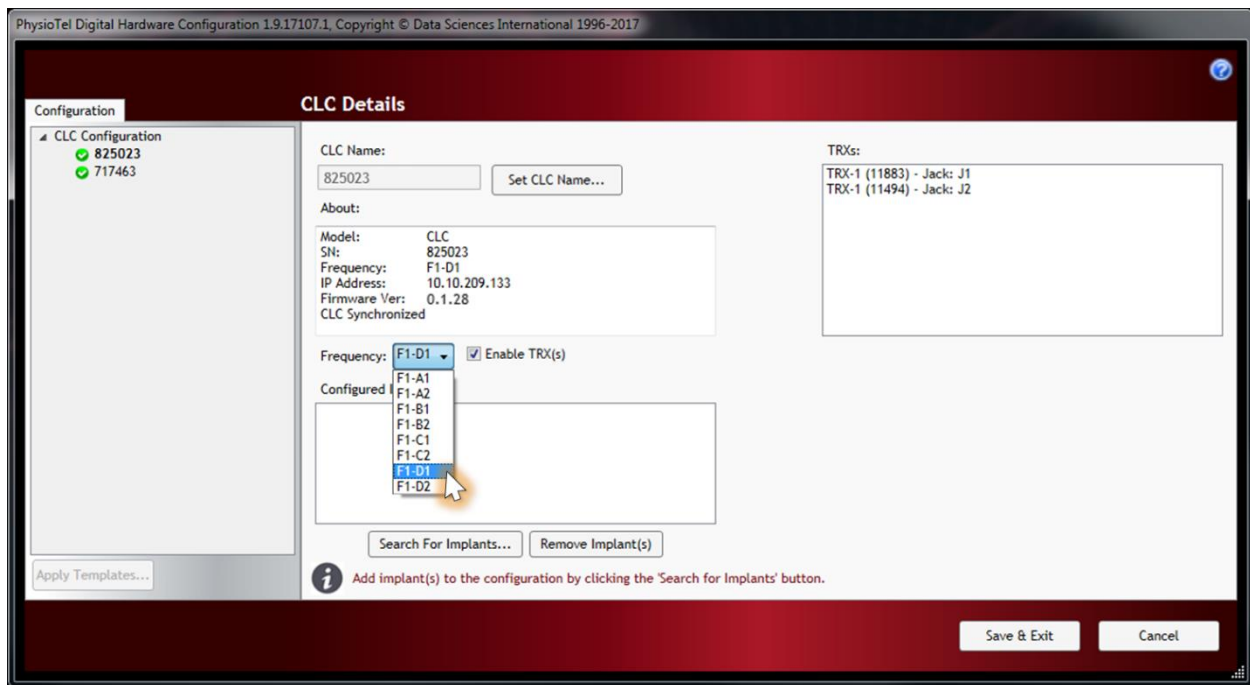 PhysioTel Digital Hardware Configuration 1.9.17107.1, Copyright © Data Sciences International 1996-2017
Configuration
CLC Details
CLC Configuration
825023
717463
CLC Name:
825023
Set CLC Name...
About:
Model: CLC
SN: 825023
Frequency: F1-D1
IP Address: 10.10.209.133
Firmware Ver: 0.1.28
CLC Synchronized
Frequency: F1-D1 Enable TRX(s)
F1-A1
Configured
F1-A2
F1-B1
F1-B2
F1-C1
F1-C2
F1-D1
F1-D2
Search For Implants... Remove Implant(s)
Add implant(s) to the configuration by clicking the 'Search for Implants' button.
TRXs:
TRX-1 (11883) - Jack: J1
TRX-1 (11494) - Jack: J2
Apply Templates...
Save & Exit Cancel